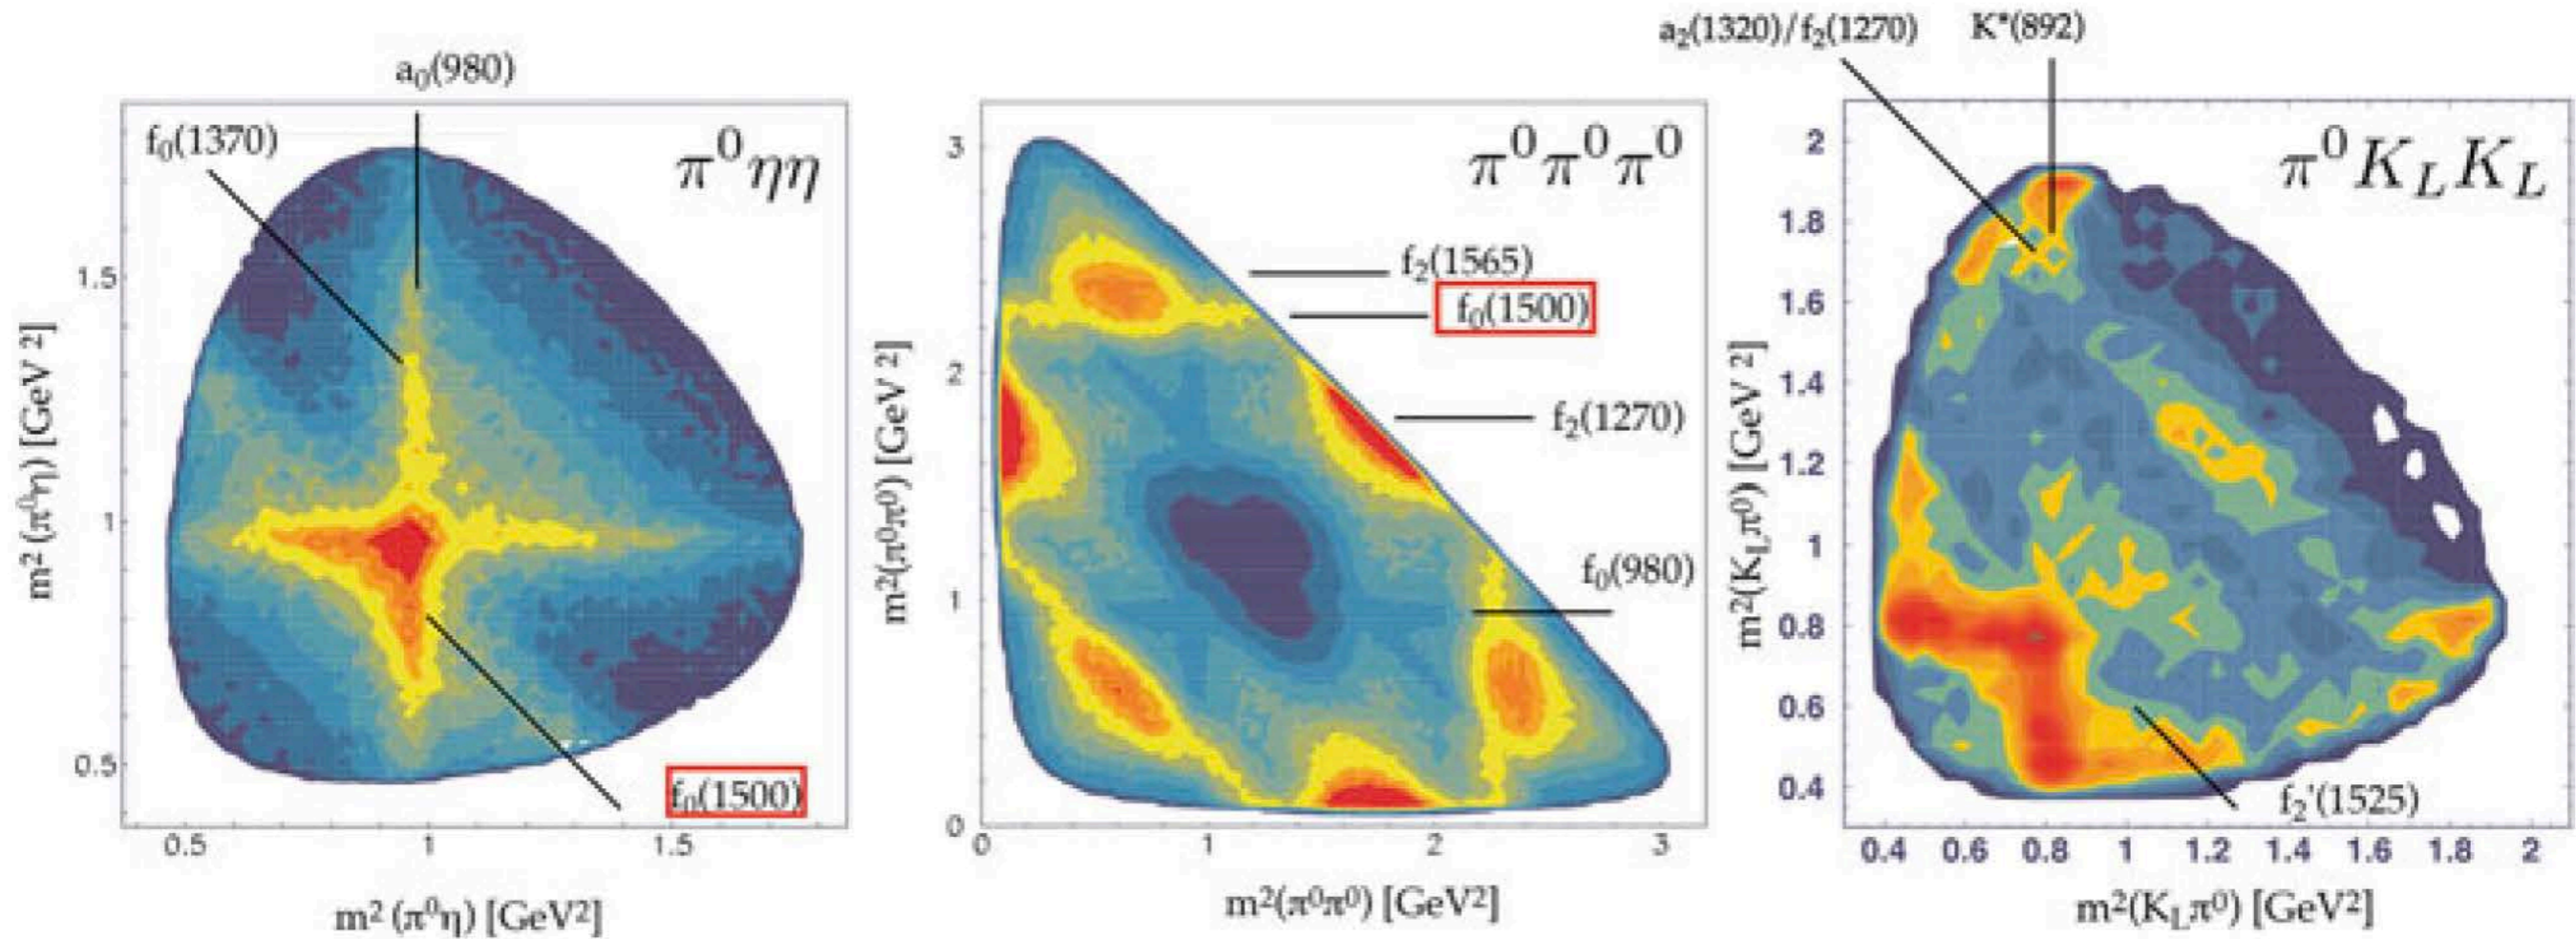 a₀(980)
f₀(1370)
π⁰ηη
1.5
1
0.5
m² (π⁰η) [GeV ²]
f₀(1500)
0.5 1 1.5
m² (π⁰η) [GeV²]
π⁰π⁰π⁰
3
2
1
0
m²(π⁰π⁰) [GeV ²]
f₂(1565)
f₀(1500)
f₂(1270)
f₀(980)
0 1 2 3
m²(π⁰π⁰) [GeV²]
a₂(1320)/f₂(1270)
K*(892)
π⁰K_LK_L
2
1.8
1.6
1.4
1.2
1
0.8
0.6
0.4
m²(K_Lπ⁰) [GeV ²]
f₂'(1525)
0.4 0.6 0.8 1 1.2 1.4 1.6 1.8 2
m²(K_Lπ⁰) [GeV²]